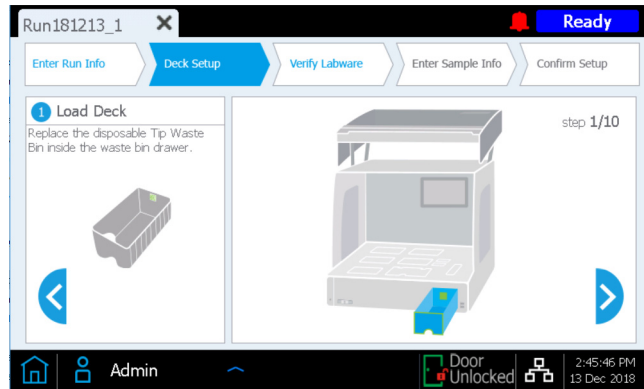 Run181213_1
Ready
Enter Run Info
Deck Setup
Verify Labware
Enter Sample Info
Confirm Setup
1 Load Deck
Replace the disposable Tip Waste
Bin inside the waste bin drawer.
step 1/10
Admin
Door
Unlocked
2:45:46 PM
13 Dec 2018